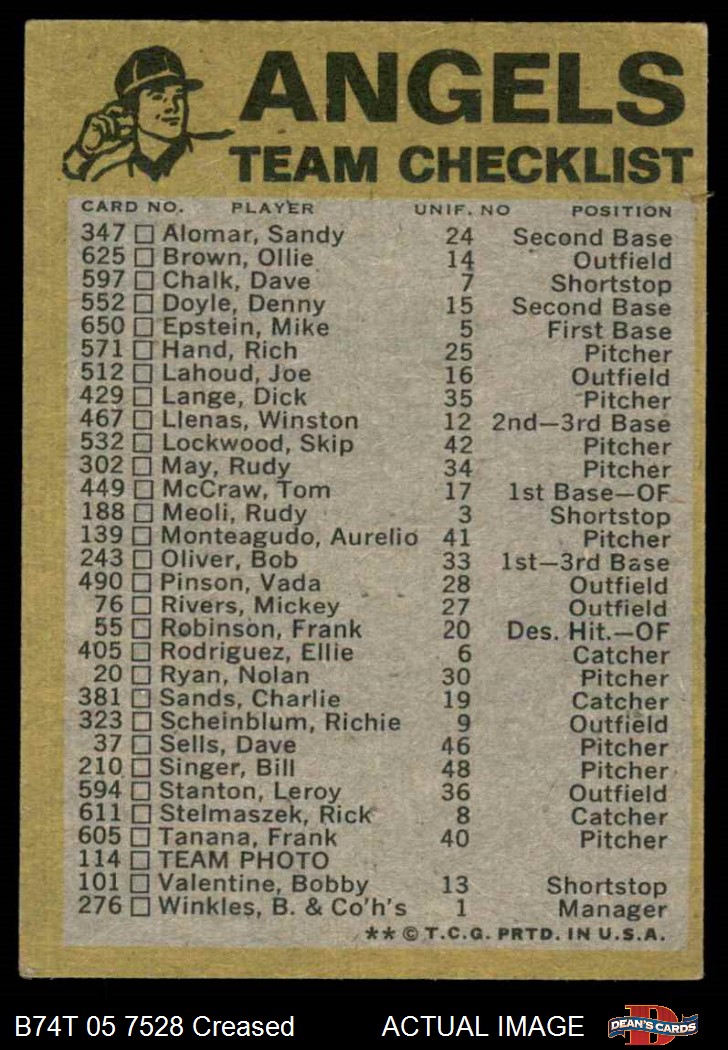 ANGELS
TEAM CHECKLIST
CARD NO. PLAYER UNIF. NO POSITION
347 Alomar, Sandy 24 Second Base
625 Brown, Ollie 14 Outfield
597 Chalk, Dave 7 Shortstop
552 Doyle, Denny 15 Second Base
650 Epstein, Mike 5 First Base
571 Hand, Rich 25 Pitcher
512 Lahoud, Joe 16 Outfield
429 Lange, Dick 35 Pitcher
467 Llenas, Winston 12 2nd—3rd Base
532 Lockwood, Skip 42 Pitcher
302 May, Rudy 34 Pitcher
449 McCraw, Tom 17 1st Base—OF
188 Meoli, Rudy 3 Shortstop
139 Monteagudo, Aurelio 41 Pitcher
243 Oliver, Bob 33 1st—3rd Base
490 Pinson, Vada 28 Outfield
76 Rivers, Mickey 27 Outfield
55 Robinson, Frank 20 Des. Hit.—OF
405 Rodriguez, Ellie 6 Catcher
20 Ryan, Nolan 30 Pitcher
381 Sands, Charlie 19 Catcher
323 Scheinblum, Richie 9 Outfield
37 Sells, Dave 46 Pitcher
210 Singer, Bill 48 Pitcher
594 Stanton, Leroy 36 Outfield
611 Stelmaszek, Rick 8 Catcher
605 Tanana, Frank 40 Pitcher
114 TEAM PHOTO
101 Valentine, Bobby 13 Shortstop
276 Winkles, B. & Co'h's 1 Manager
** © T.C.G. PRTD. IN U.S.A.
B74T 05 7528 Creased ACTUAL IMAGE DEAN'S CARDS